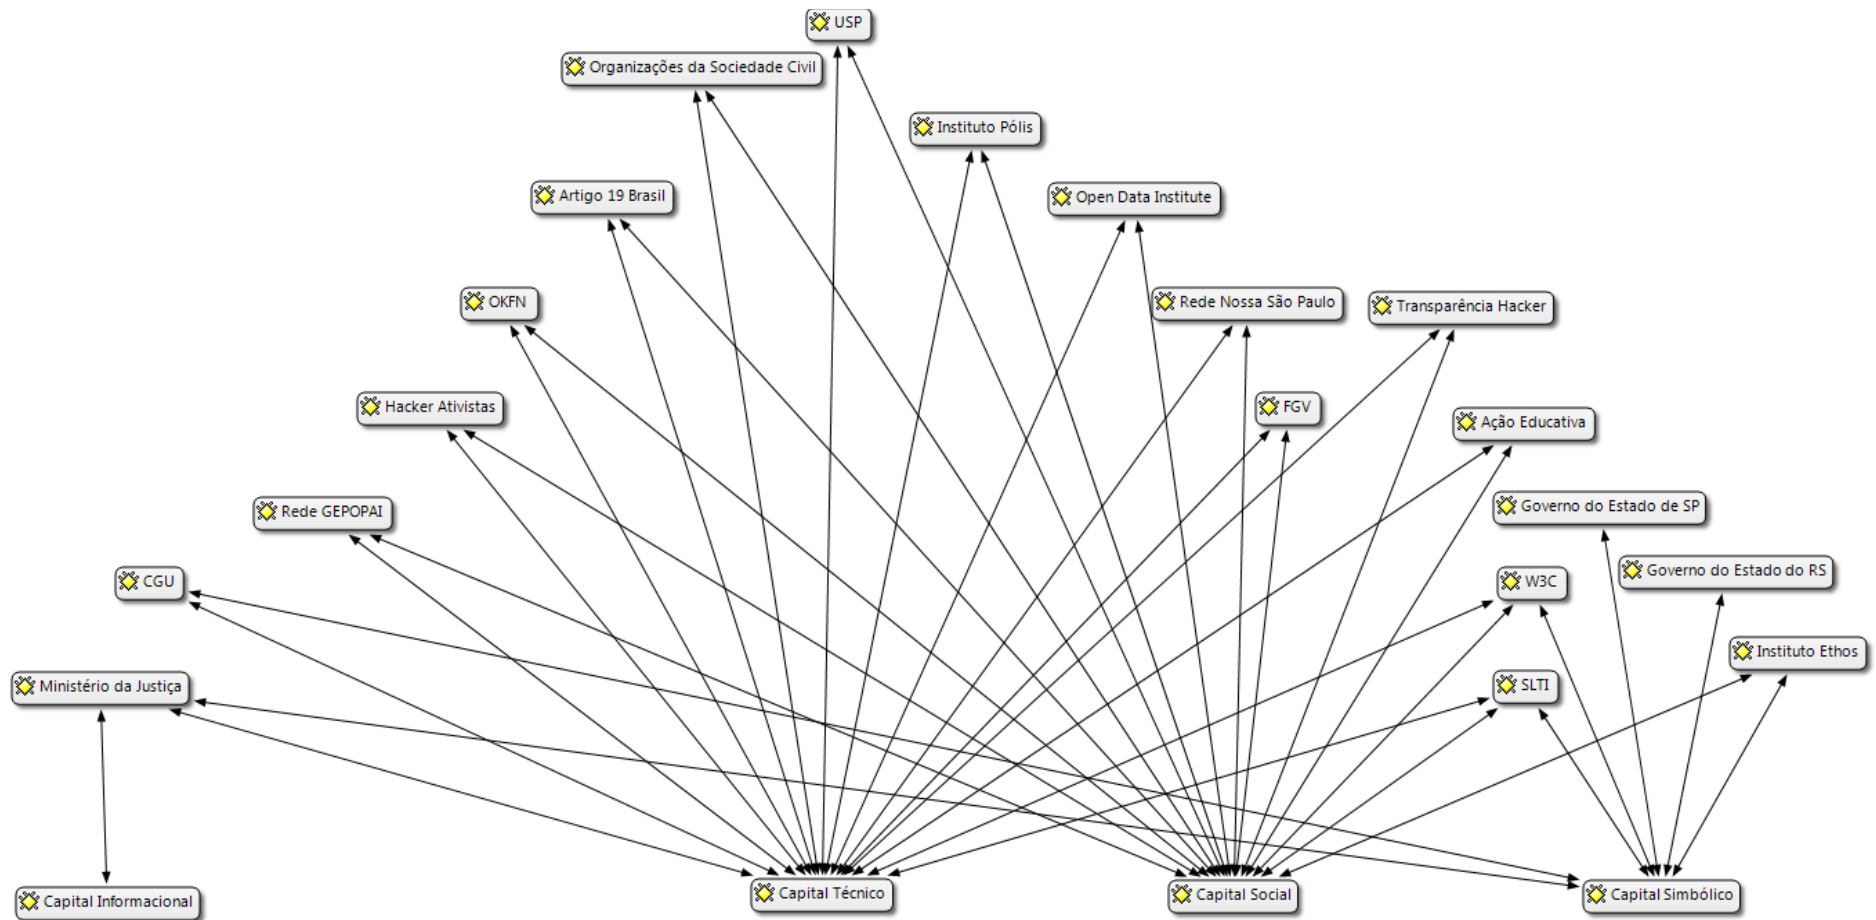 USP
Organizações da Sociedade Civil
Instituto Pólis
Artigo 19 Brasil
Open Data Institute
OKFN
Rede Nossa São Paulo
Transparência Hacker
Hacker Ativistas
FGV
Ação Educativa
Rede GEPOPAI
Governo do Estado de SP
CGU
W3C
Governo do Estado do RS
Instituto Ethos
Ministério da Justiça
SLTI
Capital Informacional
Capital Técnico
Capital Social
Capital Simbólico